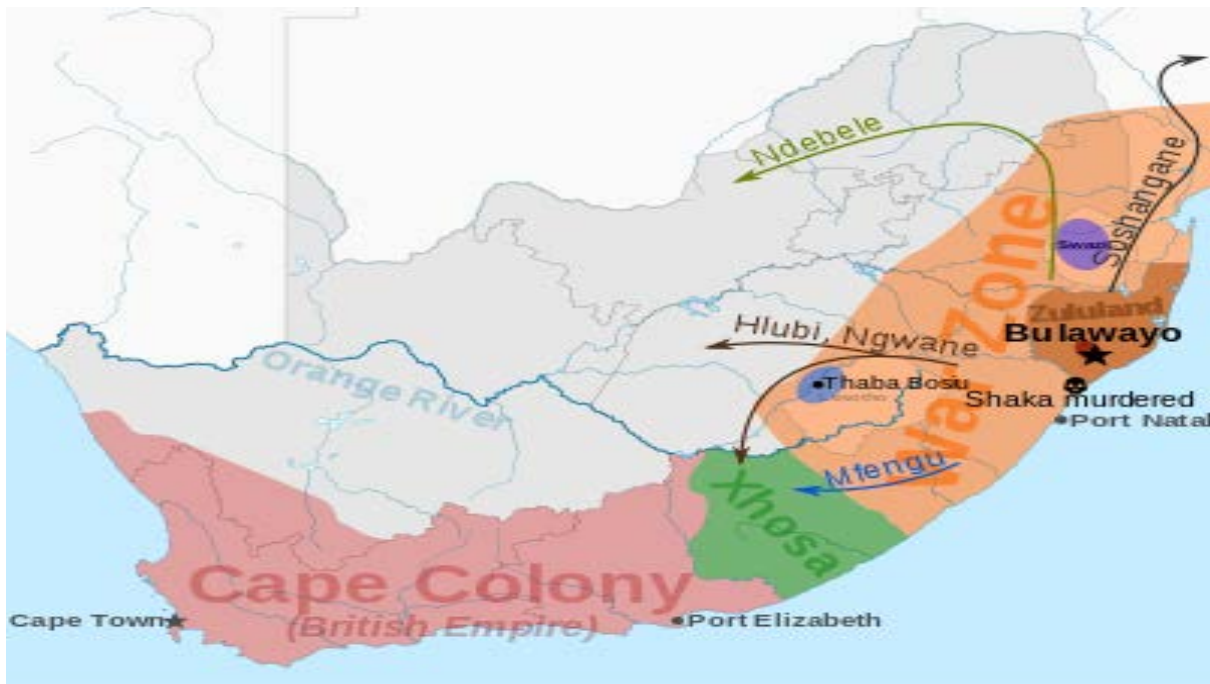 Ndebele
Soshangane
Swazi
War Zone
Zululand
Bulawayo
Hlubi, Ngwane
Thaba Bosiu
Shaka murdered
Port Natal
Orange River
Mfengu
Xhosa
Cape Colony
(British Empire)
Cape Town
Port Elizabeth